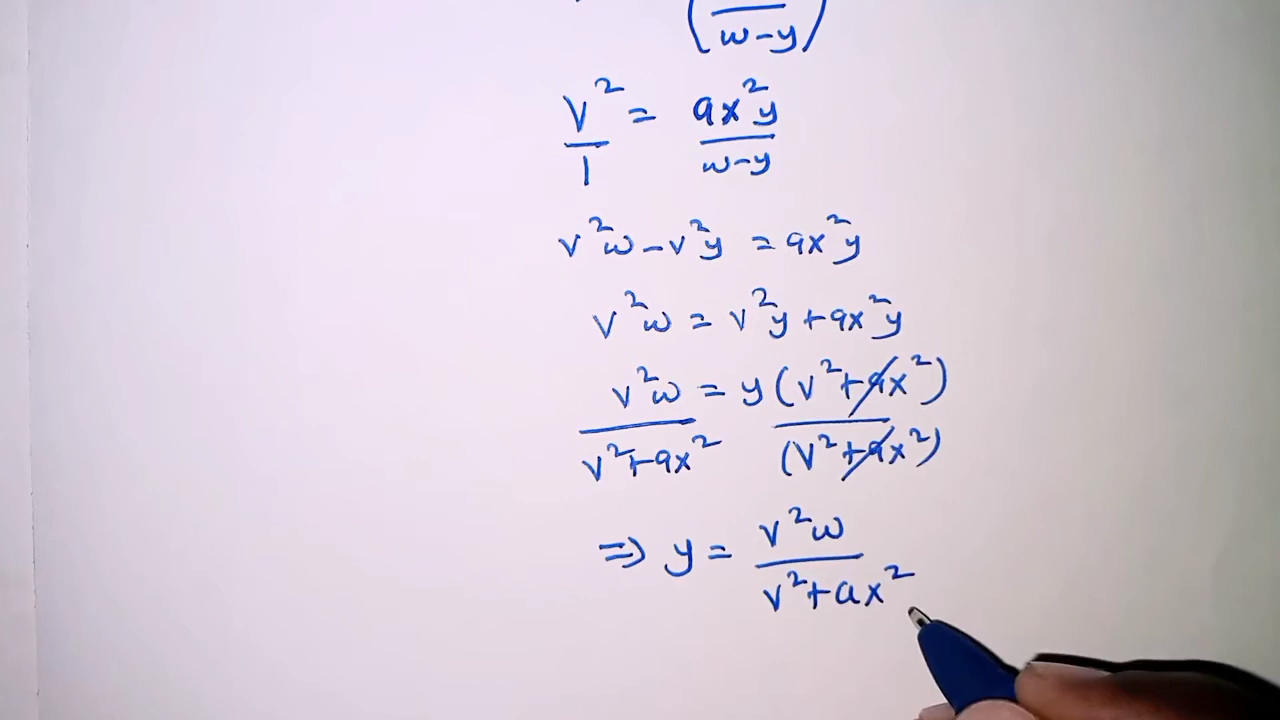 (―/(w-y))
V²/1 = ax²y/(w-y)
v²w - v²y = ax²y
v²w = v²y + ax²y
v²w/(v²+ax²) = y(v²+ax²)/(v²+ax²)
⇒ y = v²w/(v²+ax²)